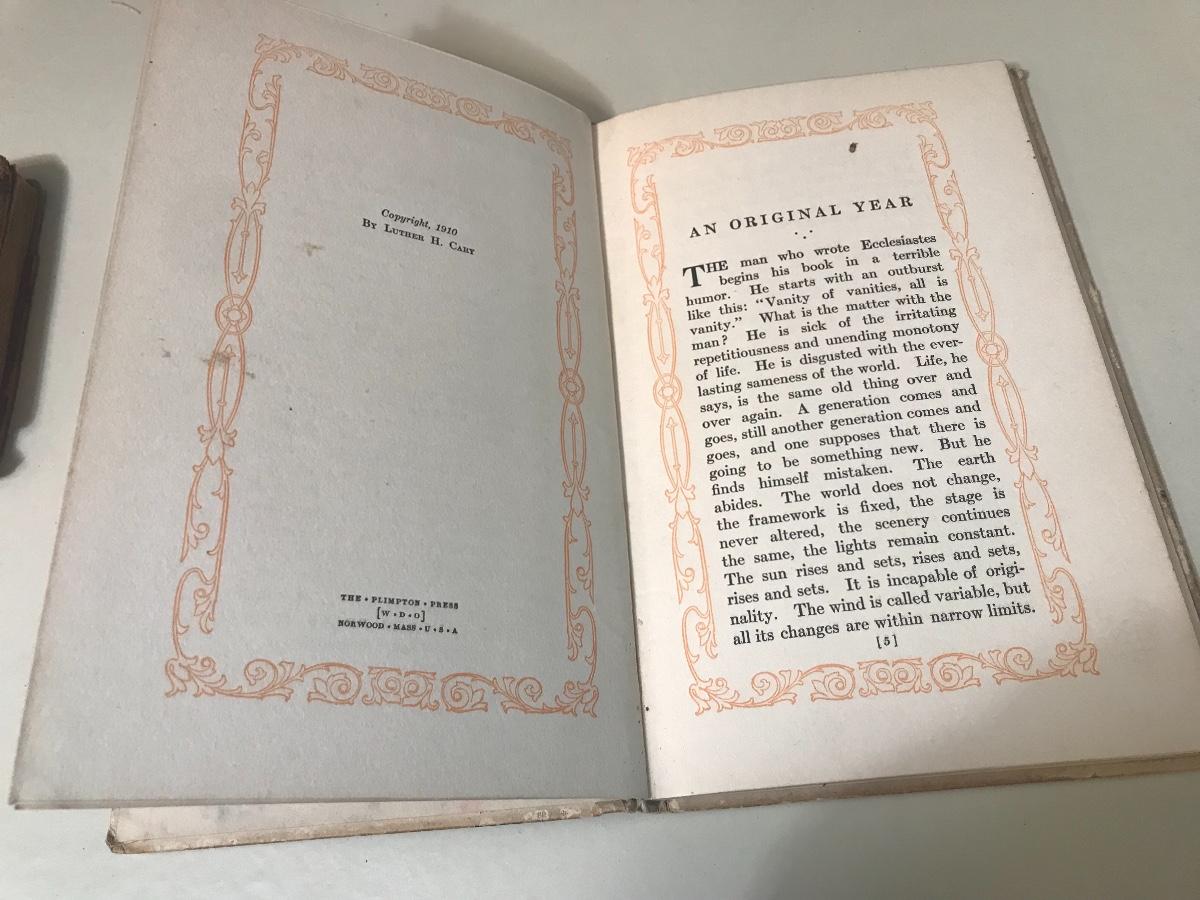 Copyright, 1910
By Luther H. Cary
THE • PLIMPTON • PRESS
[W • D • O]
NORWOOD • MASS • U • S • A
AN ORIGINAL YEAR
THE man who wrote Ecclesiastes
begins his book in a terrible
humor. He starts with an outburst
like this: “Vanity of vanities, all is
vanity.” What is the matter with the
man? He is sick of the irritating
repetitiousness and unending monotony
of life. He is disgusted with the ever-
lasting sameness of the world. Life, he
says, is the same old thing over and
over again. A generation comes and
goes, still another generation comes and
goes, and one supposes that there is
going to be something new. But he
finds himself mistaken. The earth
abides. The world does not change,
the framework is fixed, the stage is
never altered, the scenery continues
the same, the lights remain constant.
The sun rises and sets, rises and sets,
rises and sets. It is incapable of origi-
nality. The wind is called variable, but
all its changes are within narrow limits.
[5]